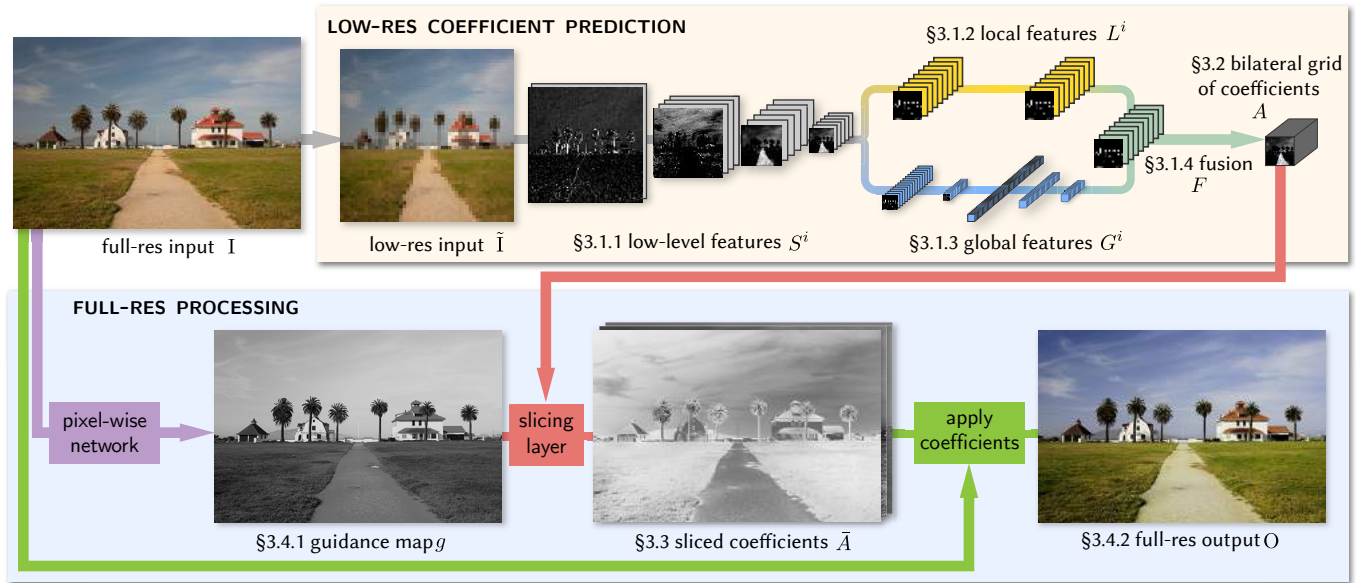 LOW-RES COEFFICIENT PREDICTION
§3.1.2 local features Lⁱ
§3.2 bilateral grid
of coefficients
A
§3.1.4 fusion
F
full-res input I
low-res input Ĩ
§3.1.1 low-level features Sⁱ
§3.1.3 global features Gⁱ
FULL-RES PROCESSING
pixel-wise
network
slicing
layer
apply
coefficients
§3.4.1 guidance map g
§3.3 sliced coefficients Ā
§3.4.2 full-res output O